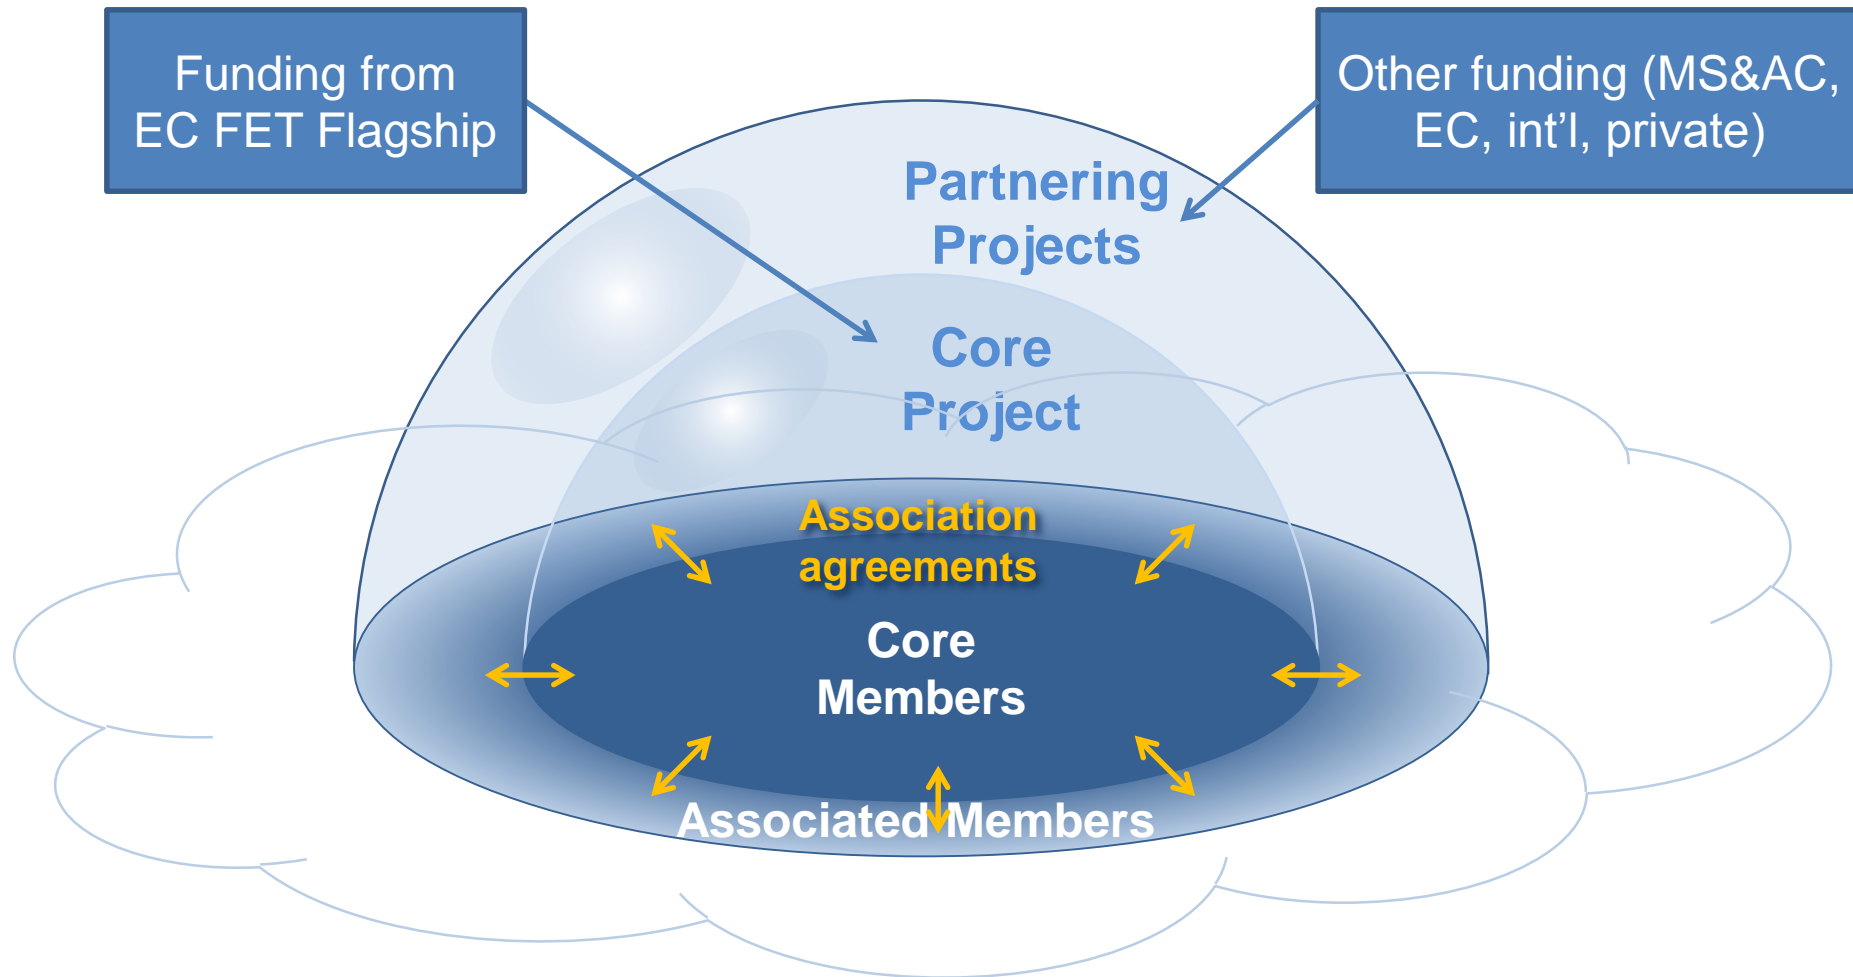 Funding from
EC FET Flagship
Other funding (MS&AC,
EC, int’l, private)
Partnering
Projects
Core
Project
Association
agreements
Core
Members
Associated Members